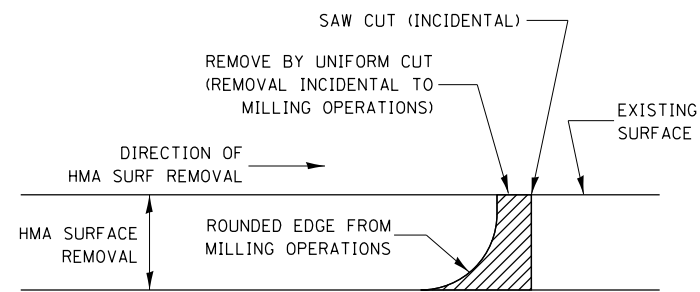 SAW CUT (INCIDENTAL)
REMOVE BY UNIFORM CUT
(REMOVAL INCIDENTAL TO
MILLING OPERATIONS)
EXISTING
SURFACE
DIRECTION OF
HMA SURF REMOVAL
HMA SURFACE
REMOVAL
ROUNDED EDGE FROM
MILLING OPERATIONS